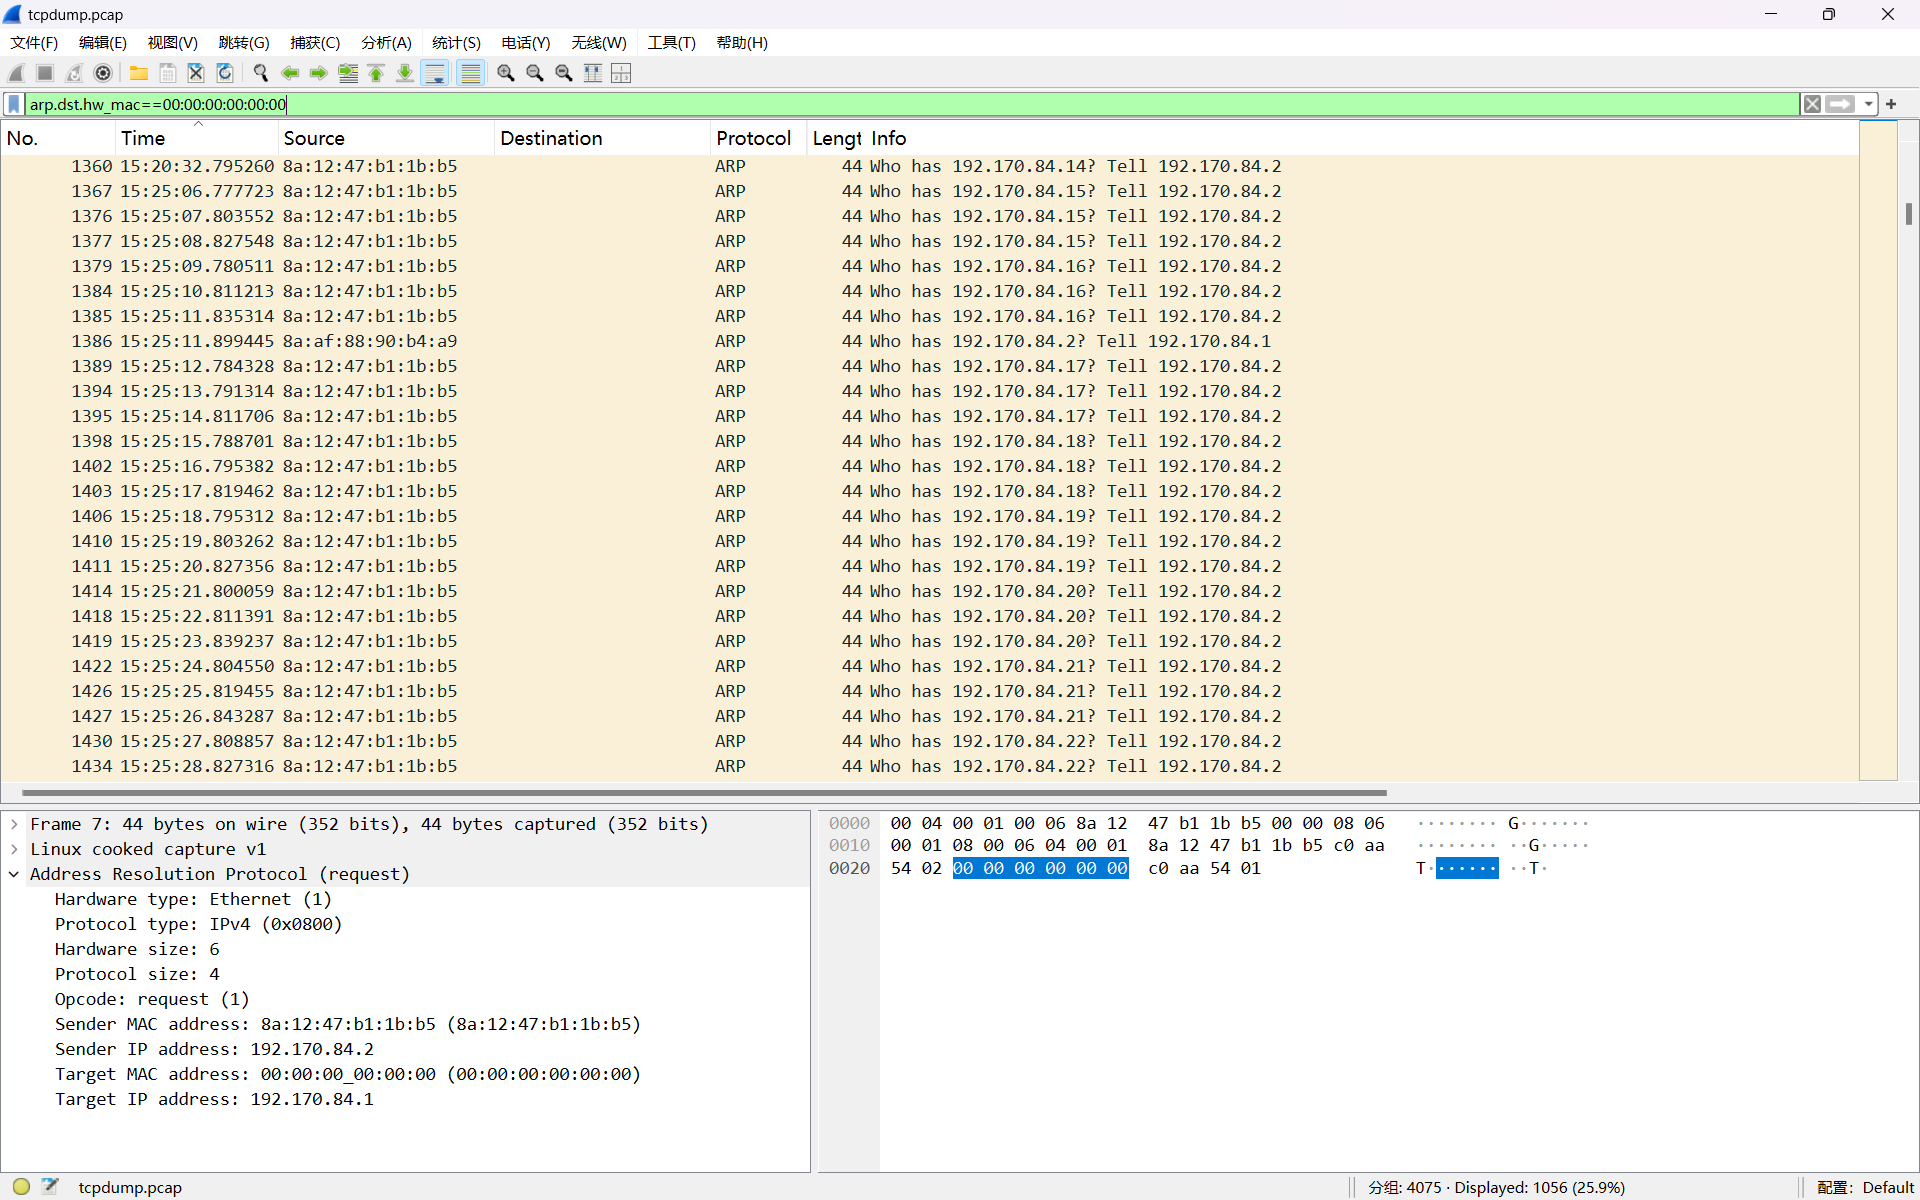 tcpdump.pcap
文件(F) 编辑(E) 视图(V) 跳转(G) 捕获(C) 分析(A) 统计(S) 电话(Y) 无线(W) 工具(T) 帮助(H)
arp.dst.hw_mac==00:00:00:00:00:00
No. Time Source Destination Protocol Lengt Info
1360 15:20:32.795260 8a:12:47:b1:1b:b5 ARP 44 Who has 192.170.84.14? Tell 192.170.84.2
1367 15:25:06.777723 8a:12:47:b1:1b:b5 ARP 44 Who has 192.170.84.15? Tell 192.170.84.2
1376 15:25:07.803552 8a:12:47:b1:1b:b5 ARP 44 Who has 192.170.84.15? Tell 192.170.84.2
1377 15:25:08.827548 8a:12:47:b1:1b:b5 ARP 44 Who has 192.170.84.15? Tell 192.170.84.2
1379 15:25:09.780511 8a:12:47:b1:1b:b5 ARP 44 Who has 192.170.84.16? Tell 192.170.84.2
1384 15:25:10.811213 8a:12:47:b1:1b:b5 ARP 44 Who has 192.170.84.16? Tell 192.170.84.2
1385 15:25:11.835314 8a:12:47:b1:1b:b5 ARP 44 Who has 192.170.84.16? Tell 192.170.84.2
1386 15:25:11.899445 8a:af:88:90:b4:a9 ARP 44 Who has 192.170.84.2? Tell 192.170.84.1
1389 15:25:12.784328 8a:12:47:b1:1b:b5 ARP 44 Who has 192.170.84.17? Tell 192.170.84.2
1394 15:25:13.791314 8a:12:47:b1:1b:b5 ARP 44 Who has 192.170.84.17? Tell 192.170.84.2
1395 15:25:14.811706 8a:12:47:b1:1b:b5 ARP 44 Who has 192.170.84.17? Tell 192.170.84.2
1398 15:25:15.788701 8a:12:47:b1:1b:b5 ARP 44 Who has 192.170.84.18? Tell 192.170.84.2
1402 15:25:16.795382 8a:12:47:b1:1b:b5 ARP 44 Who has 192.170.84.18? Tell 192.170.84.2
1403 15:25:17.819462 8a:12:47:b1:1b:b5 ARP 44 Who has 192.170.84.18? Tell 192.170.84.2
1406 15:25:18.795312 8a:12:47:b1:1b:b5 ARP 44 Who has 192.170.84.19? Tell 192.170.84.2
1410 15:25:19.803262 8a:12:47:b1:1b:b5 ARP 44 Who has 192.170.84.19? Tell 192.170.84.2
1411 15:25:20.827356 8a:12:47:b1:1b:b5 ARP 44 Who has 192.170.84.19? Tell 192.170.84.2
1414 15:25:21.800059 8a:12:47:b1:1b:b5 ARP 44 Who has 192.170.84.20? Tell 192.170.84.2
1418 15:25:22.811391 8a:12:47:b1:1b:b5 ARP 44 Who has 192.170.84.20? Tell 192.170.84.2
1419 15:25:23.839237 8a:12:47:b1:1b:b5 ARP 44 Who has 192.170.84.20? Tell 192.170.84.2
1422 15:25:24.804550 8a:12:47:b1:1b:b5 ARP 44 Who has 192.170.84.21? Tell 192.170.84.2
1426 15:25:25.819455 8a:12:47:b1:1b:b5 ARP 44 Who has 192.170.84.21? Tell 192.170.84.2
1427 15:25:26.843287 8a:12:47:b1:1b:b5 ARP 44 Who has 192.170.84.21? Tell 192.170.84.2
1430 15:25:27.808857 8a:12:47:b1:1b:b5 ARP 44 Who has 192.170.84.22? Tell 192.170.84.2
1434 15:25:28.827316 8a:12:47:b1:1b:b5 ARP 44 Who has 192.170.84.22? Tell 192.170.84.2
Frame 7: 44 bytes on wire (352 bits), 44 bytes captured (352 bits)
Linux cooked capture v1
Address Resolution Protocol (request)
Hardware type: Ethernet (1)
Protocol type: IPv4 (0x0800)
Hardware size: 6
Protocol size: 4
Opcode: request (1)
Sender MAC address: 8a:12:47:b1:1b:b5 (8a:12:47:b1:1b:b5)
Sender IP address: 192.170.84.2
Target MAC address: 00:00:00_00:00:00 (00:00:00:00:00:00)
Target IP address: 192.170.84.1
0000 00 04 00 01 00 06 8a 12 47 b1 1b b5 00 00 08 06 ········ G·······
0010 00 01 08 00 06 04 00 01 8a 12 47 b1 1b b5 c0 aa ········ ··G·····
0020 54 02 00 00 00 00 00 00 c0 aa 54 01 T······· ··T·
tcpdump.pcap 分组: 4075 · Displayed: 1056 (25.9%) 配置: Default